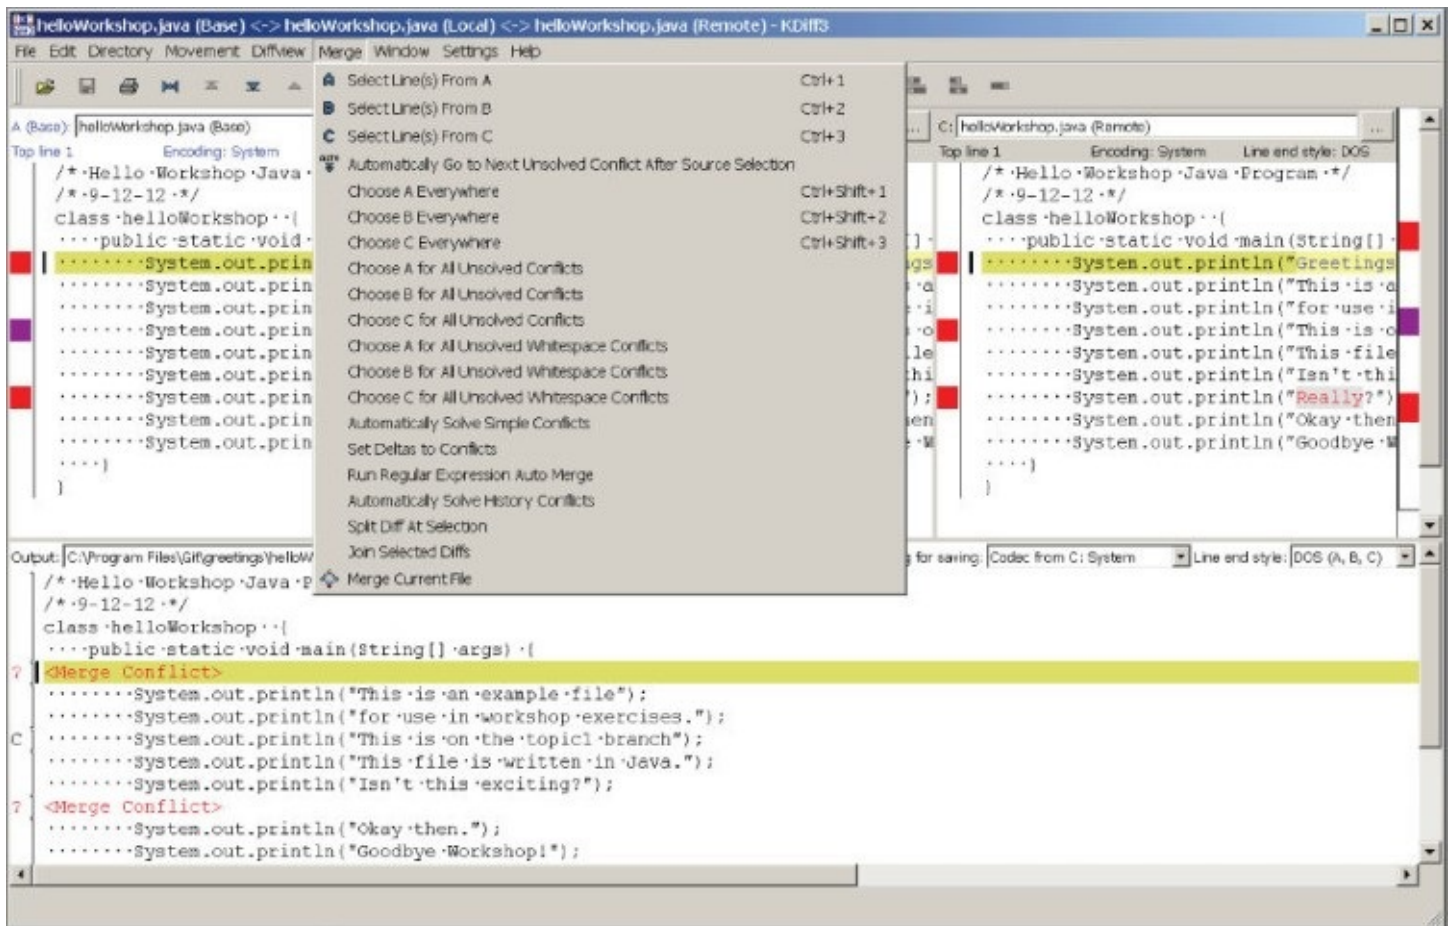 helloWorkshop.java (Base) <-> helloWorkshop.java (Local) <-> helloWorkshop.java (Remote) - KDiff3
File Edit Directory Movement Diffview Merge Window Settings Help
Select Line(s) From A Ctrl+1
Select Line(s) From B Ctrl+2
Select Line(s) From C Ctrl+3
Automatically Go to Next Unsolved Conflict After Source Selection
Choose A Everywhere Ctrl+Shift+1
Choose B Everywhere Ctrl+Shift+2
Choose C Everywhere Ctrl+Shift+3
Choose A for All Unsolved Conflicts
Choose B for All Unsolved Conflicts
Choose C for All Unsolved Conflicts
Choose A for All Unsolved Whitespace Conflicts
Choose B for All Unsolved Whitespace Conflicts
Choose C for All Unsolved Whitespace Conflicts
Automatically Solve Simple Conflicts
Set Deltas to Conflicts
Run Regular Expression Auto Merge
Automatically Solve History Conflicts
Split Diff At Selection
Join Selected Diffs
Merge Current File
A (Base): helloWorkshop.java (Base)
Top line 1 Encoding: System
/*·Hello·Workshop·Java·
/*·9-12-12·*/
class·helloWorkshop··{
····public·static·void·
········System.out.prin
········System.out.prin
········System.out.prin
········System.out.prin
········System.out.prin
········System.out.prin
········System.out.prin
········System.out.prin
········System.out.prin
····}
}
...
[]·
ngs
·a
·i
·o
le
hi
");
en
·W
C: helloWorkshop.java (Remote) ...
Top line 1 Encoding: System Line end style: DOS
/*·Hello·Workshop·Java·Program·*/
/*·9-12-12·*/
class·helloWorkshop··{
····public·static·void·main(String[]·
········System.out.println("Greetings
········System.out.println("This·is·a
········System.out.println("for·use·i
········System.out.println("This·is·o
········System.out.println("This·file
········System.out.println("Isn't·thi
········System.out.println("Really?")
········System.out.println("Okay·then
········System.out.println("Goodbye·W
····}
}
Output: C:\Program Files\Git\greetings\helloW g for saving: Codec from C: System Line end style: DOS (A, B, C)
/*·Hello·Workshop·Java·P
/*·9-12-12·*/
class·helloWorkshop··{
····public·static·void·main(String[]·args)·{
? <Merge Conflict>
········System.out.println("This·is·an·example·file");
········System.out.println("for·use·in·workshop·exercises.");
C ········System.out.println("This·is·on·the·topic1·branch");
········System.out.println("This·file·is·written·in·Java.");
········System.out.println("Isn't·this·exciting?");
? <Merge Conflict>
········System.out.println("Okay·then.");
········System.out.println("Goodbye·Workshop!");